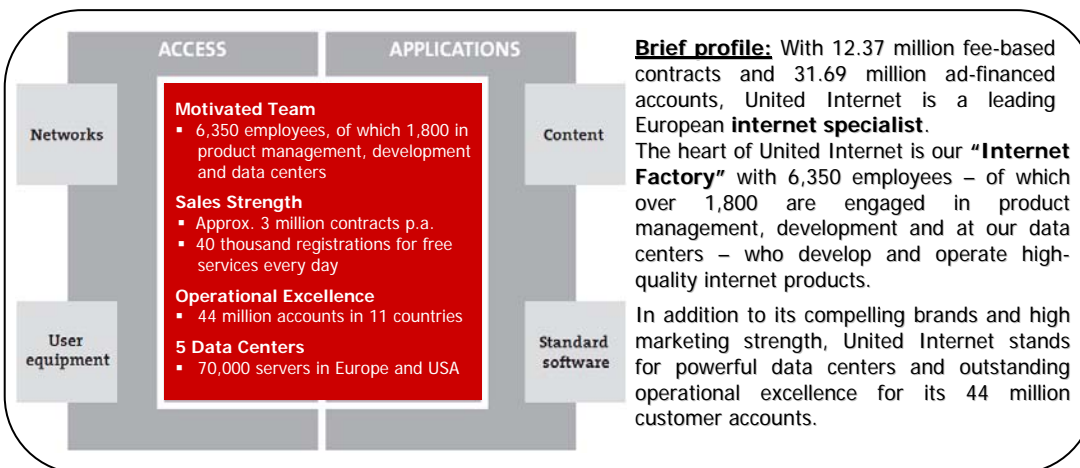 ACCESS
APPLICATIONS
Networks
User
equipment
Motivated Team
▪ 6,350 employees, of which 1,800 in
product management, development
and data centers
Sales Strength
▪ Approx. 3 million contracts p.a.
▪ 40 thousand registrations for free
services every day
Operational Excellence
▪ 44 million accounts in 11 countries
5 Data Centers
▪ 70,000 servers in Europe and USA
Content
Standard
software
Brief profile: With 12.37 million fee-based
contracts and 31.69 million ad-financed
accounts, United Internet is a leading
European internet specialist.
The heart of United Internet is our “Internet
Factory” with 6,350 employees – of which
over 1,800 are engaged in product
management, development and at our data
centers – who develop and operate high-
quality internet products.
In addition to its compelling brands and high
marketing strength, United Internet stands
for powerful data centers and outstanding
operational excellence for its 44 million
customer accounts.